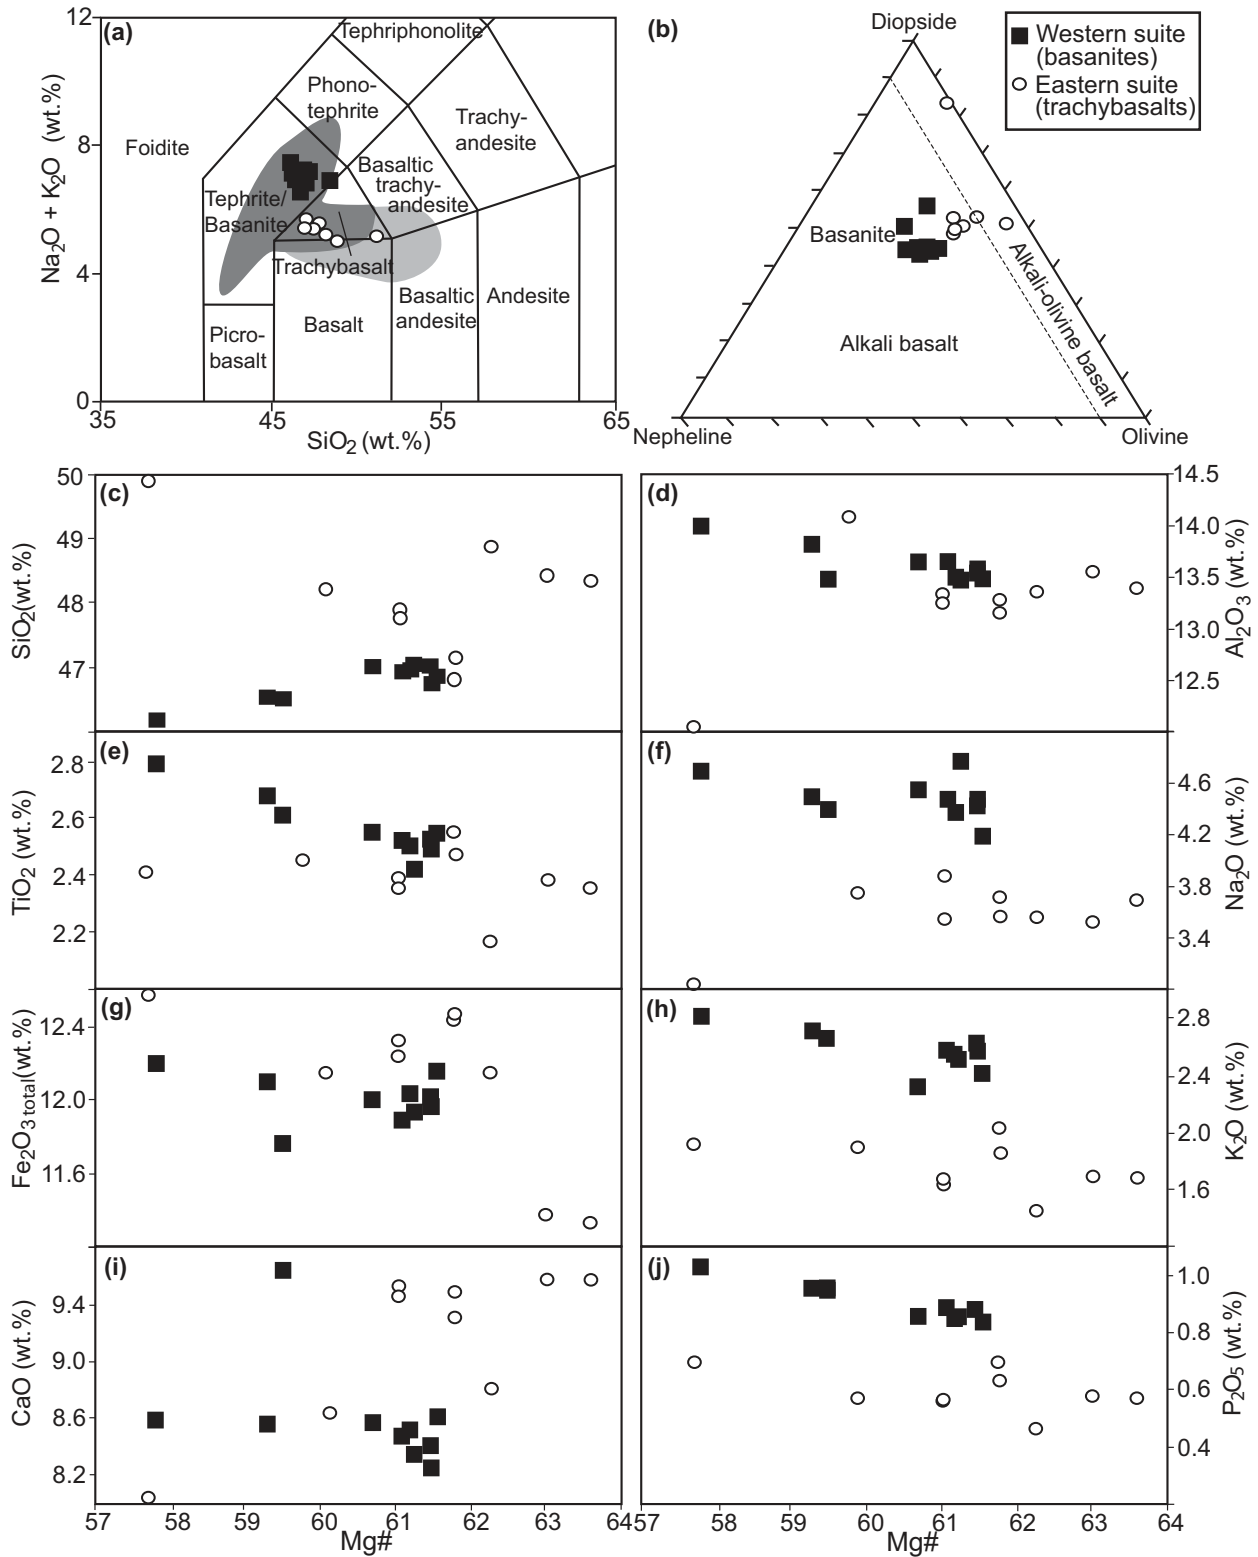 12
(a)
Tephriphonolite
Phono-
tephrite
Trachy-
andesite
8
Foidite
Basaltic
trachy-
andesite
Tephrite/
Basanite
4
Trachybasalt
Basaltic
andesite
Andesite
Basalt
Picro-
basalt
0
35
45
55
65
SiO2 (wt.%)
Na2O + K2O (wt.%)
(b)
Diopside
Western suite
(basanites)
Eastern suite
(trachybasalts)
Basanite
Alkali-olivine basalt
Alkali basalt
Nepheline
Olivine
(c)
50
49
48
47
SiO2(wt.%)
(d)
14.5
14.0
13.5
13.0
12.5
Al2O3 (wt.%)
(e)
2.8
2.6
2.4
2.2
TiO2 (wt.%)
(f)
4.6
4.2
3.8
3.4
Na2O (wt.%)
(g)
12.4
12.0
11.6
Fe2O3 total(wt.%)
(h)
2.8
2.4
2.0
1.6
K2O (wt.%)
(i)
9.4
9.0
8.6
8.2
CaO (wt.%)
57 58 59 60 61 62 63 64
Mg#
(j)
1.0
0.8
0.6
0.4
P2O5 (wt.%)
57 58 59 60 61 62 63 64
Mg#